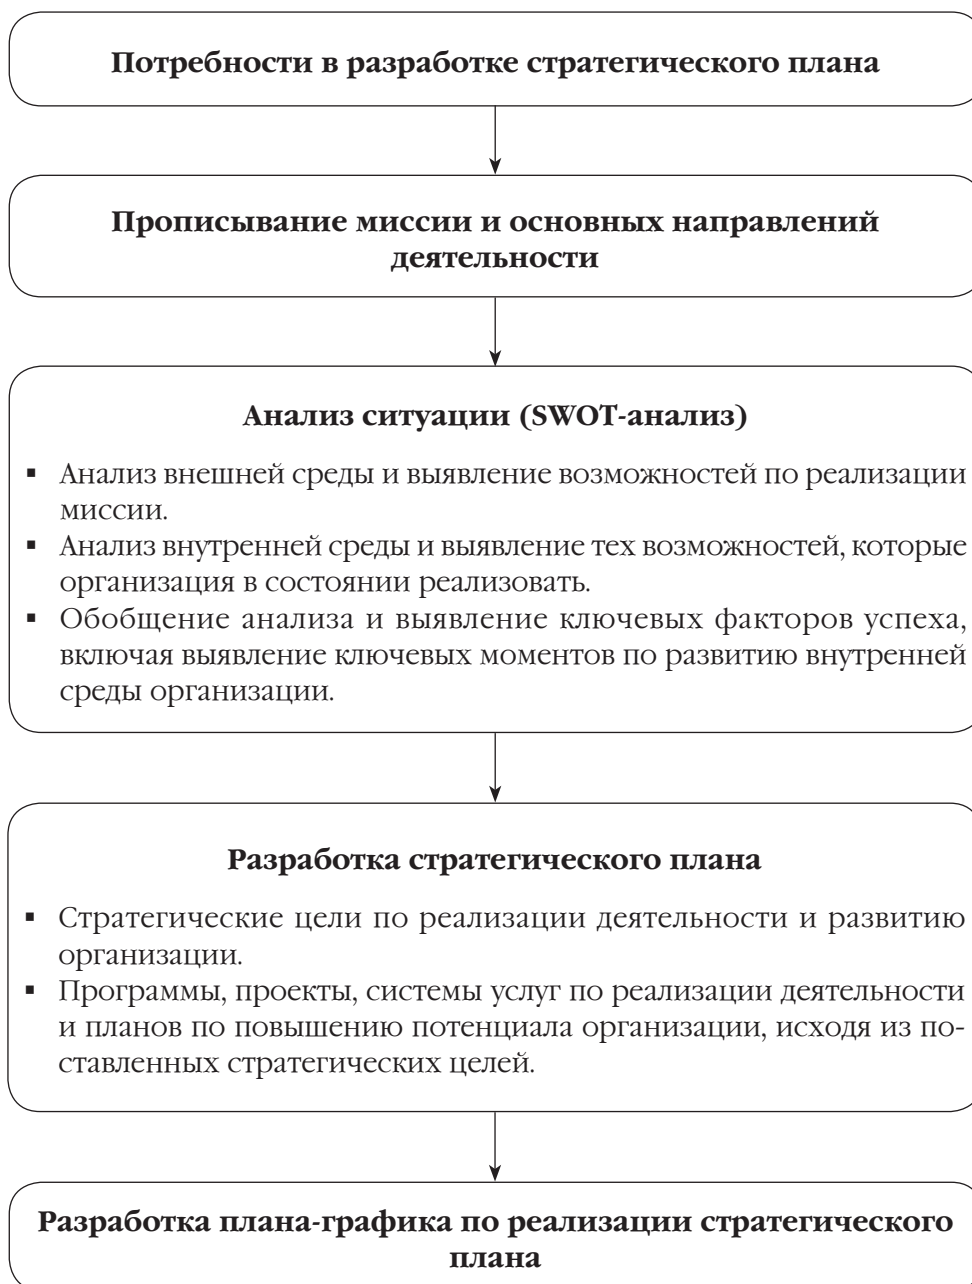 Потребности в разработке стратегического плана
Прописывание миссии и основных направлений
деятельности
Анализ ситуации (SWOT-анализ)
▪ Анализ внешней среды и выявление возможностей по реализации
миссии.
▪ Анализ внутренней среды и выявление тех возможностей, которые
организация в состоянии реализовать.
▪ Обобщение анализа и выявление ключевых факторов успеха,
включая выявление ключевых моментов по развитию внутренней
среды организации.
Разработка стратегического плана
▪ Стратегические цели по реализации деятельности и развитию
организации.
▪ Программы, проекты, системы услуг по реализации деятельности
и планов по повышению потенциала организации, исходя из по-
ставленных стратегических целей.
Разработка плана-графика по реализации стратегического
плана